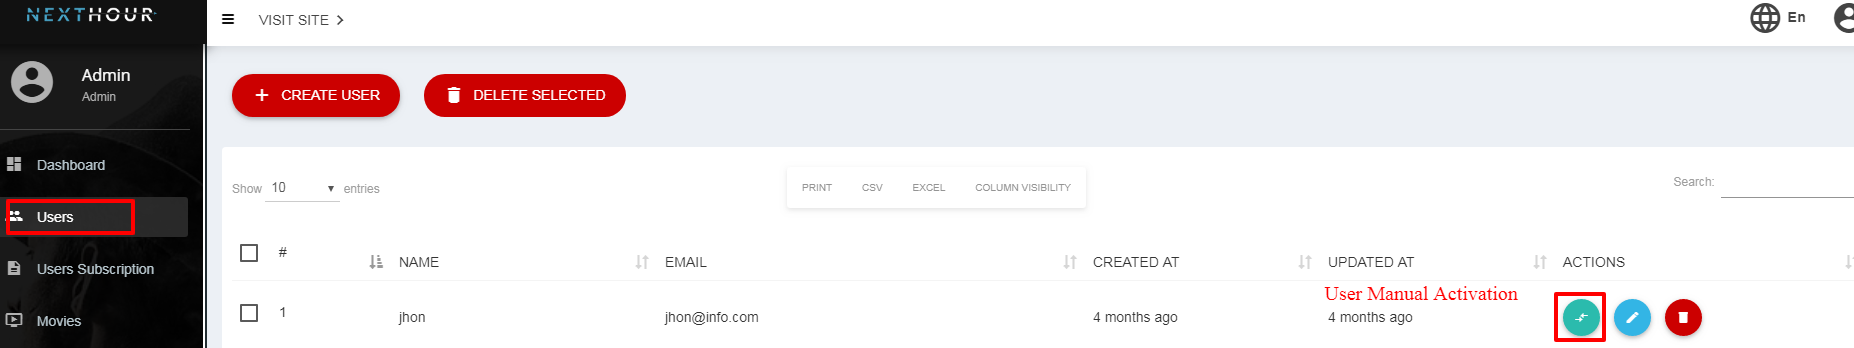 NEXTHOUR
VISIT SITE
En
Admin
Admin
CREATE USER
DELETE SELECTED
Dashboard
Show 10 entries
PRINT CSV EXCEL COLUMN VISIBILITY
Search:
Users
# NAME EMAIL CREATED AT UPDATED AT ACTIONS
Users Subscription
User Manual Activation
1 jhon jhon@info.com 4 months ago 4 months ago
Movies